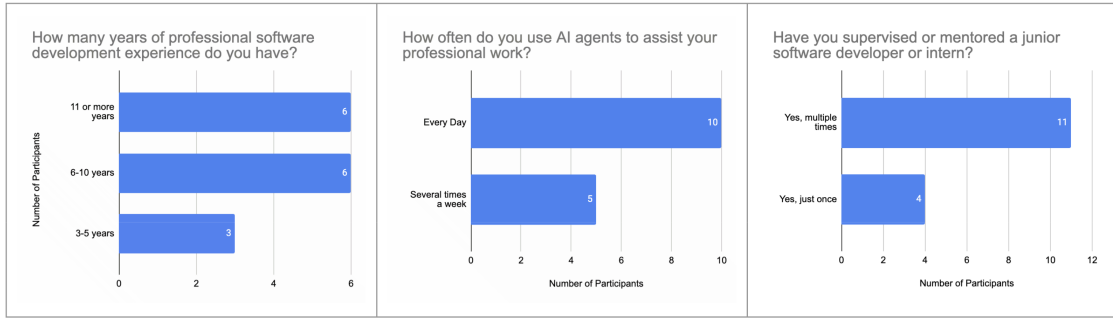 How many years of professional software
development experience do you have?
Number of Participants
11 or more
years
6
6-10 years
6
3-5 years
3
0 2 4 6
How often do you use AI agents to assist your
professional work?
Every Day
10
Several times
a week
5
0 2 4 6 8 10
Number of Participants
Have you supervised or mentored a junior
software developer or intern?
Yes, multiple
times
11
Yes, just once
4
0 2 4 6 8 10 12
Number of Participants